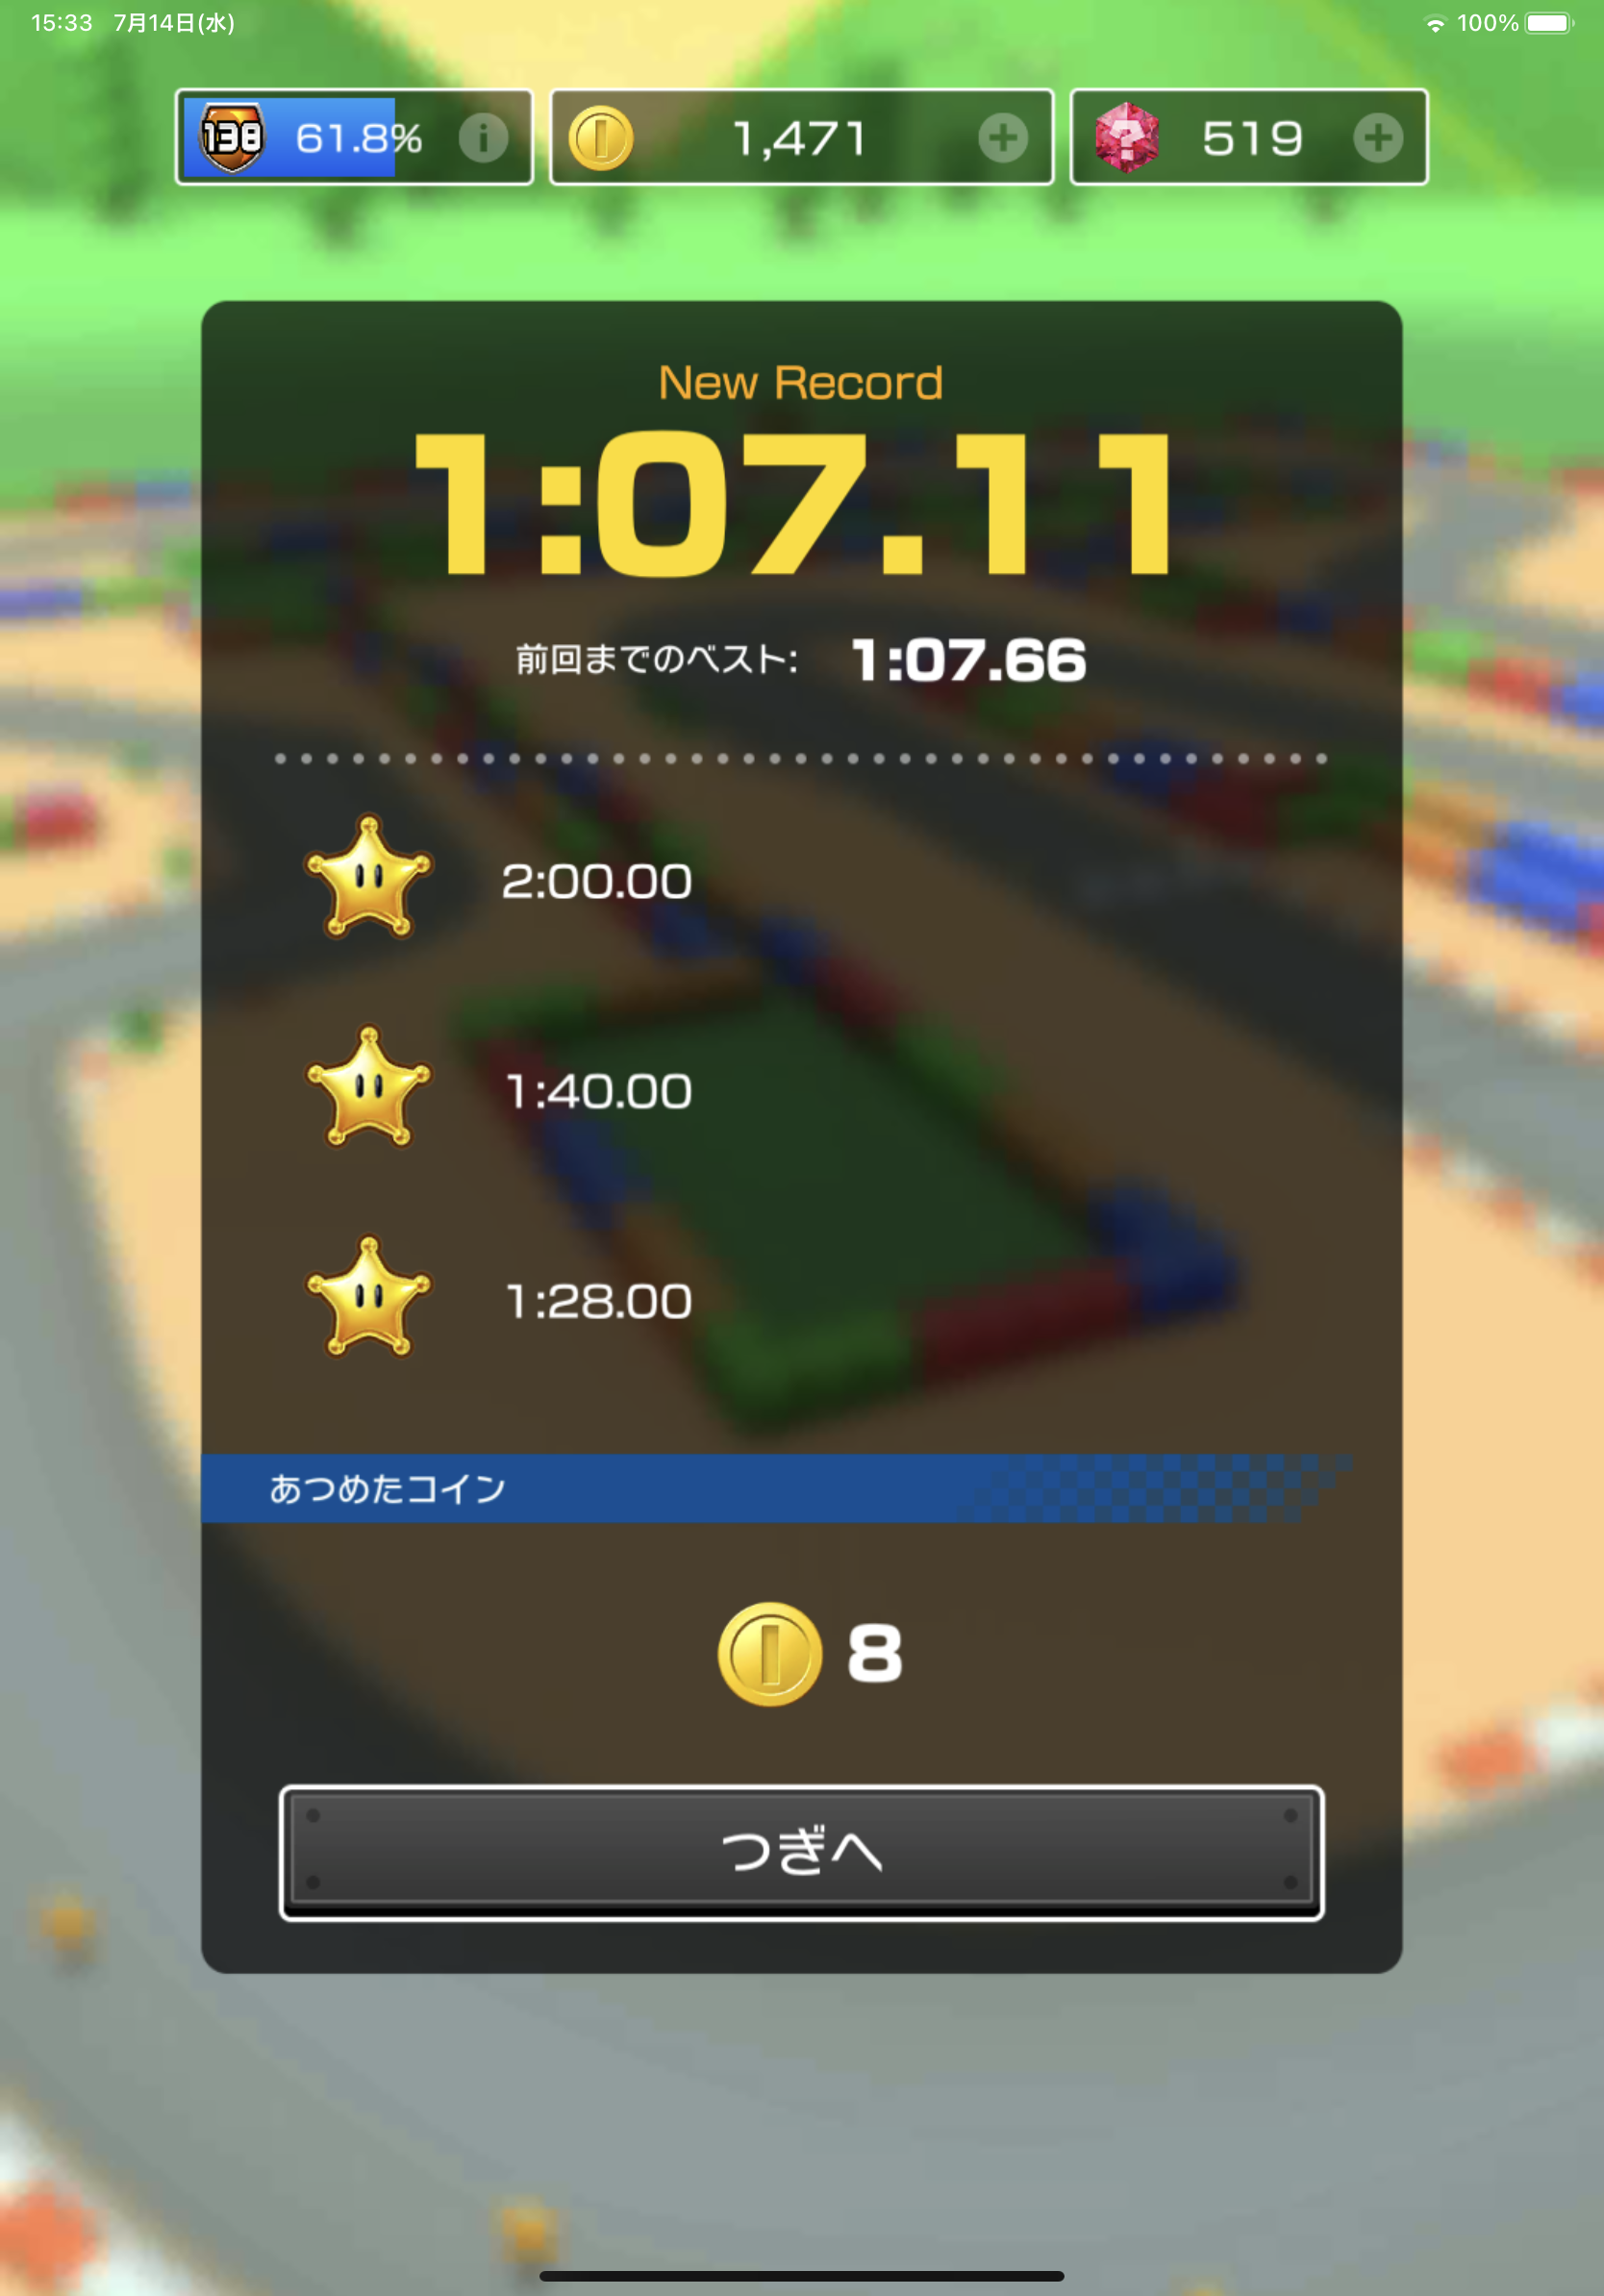 15:33 7月14日(水) 100%
138 61.8% 1,471 519
New Record
1:07.11
前回までのベスト: 1:07.66
2:00.00
1:40.00
1:28.00
あつめたコイン
8
つぎへ